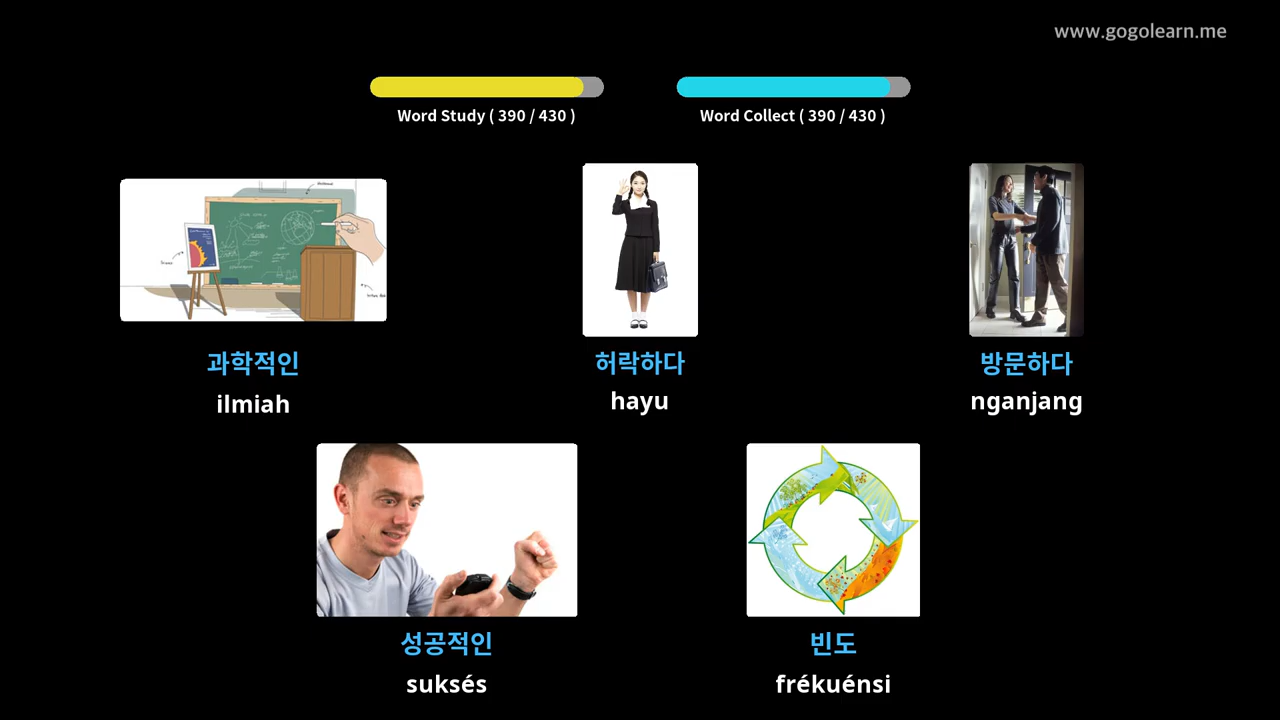 www.gogolearn.me
Word Study ( 390 / 430 )
Word Collect ( 390 / 430 )
과학적인
ilmiah
허락하다
hayu
방문하다
nganjang
성공적인
suksés
빈도
frékuénsi